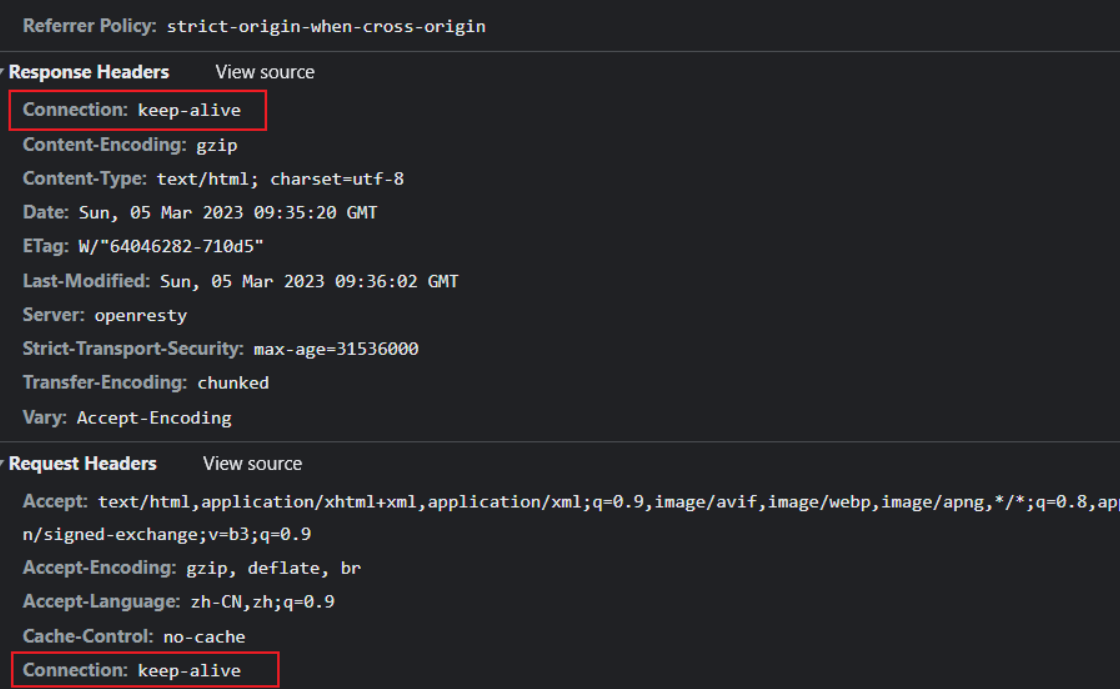 Referrer Policy: strict-origin-when-cross-origin
Response Headers View source
Connection: keep-alive
Content-Encoding: gzip
Content-Type: text/html; charset=utf-8
Date: Sun, 05 Mar 2023 09:35:20 GMT
ETag: W/"64046282-710d5"
Last-Modified: Sun, 05 Mar 2023 09:36:02 GMT
Server: openresty
Strict-Transport-Security: max-age=31536000
Transfer-Encoding: chunked
Vary: Accept-Encoding
Request Headers View source
Accept: text/html,application/xhtml+xml,application/xml;q=0.9,image/avif,image/webp,image/apng,*/*;q=0.8,app
n/signed-exchange;v=b3;q=0.9
Accept-Encoding: gzip, deflate, br
Accept-Language: zh-CN,zh;q=0.9
Cache-Control: no-cache
Connection: keep-alive